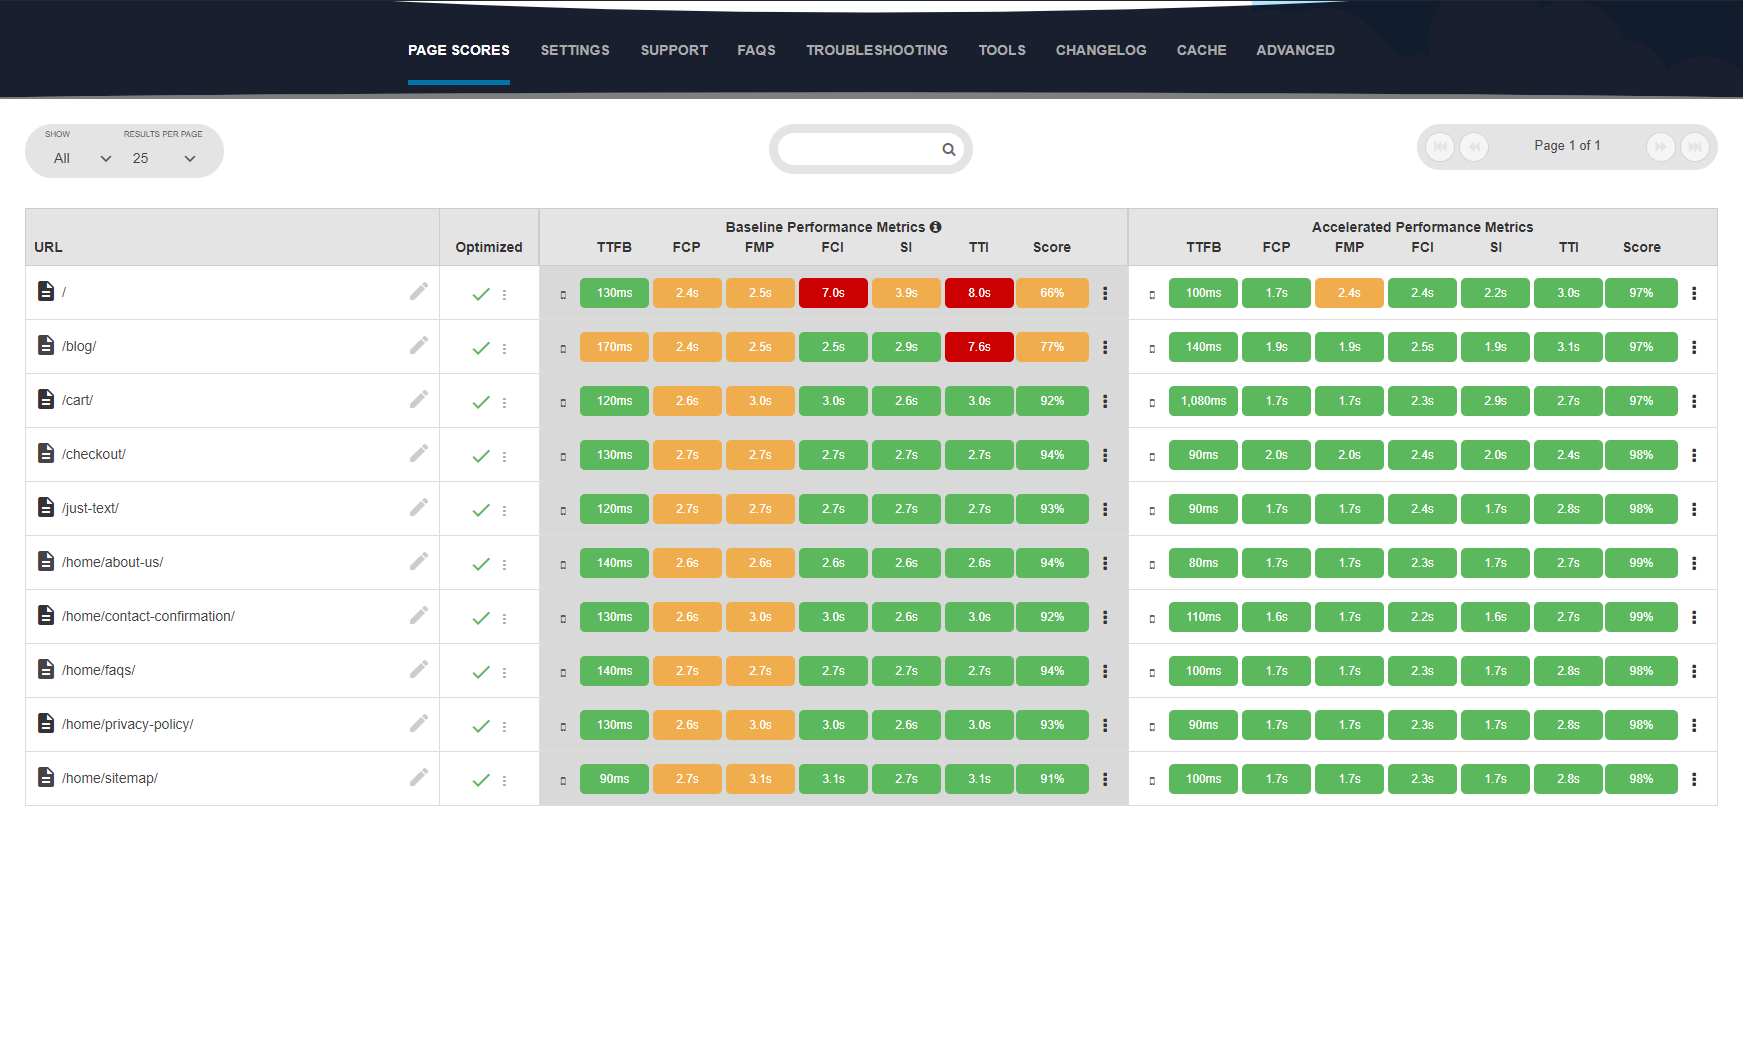 PAGE SCORES SETTINGS SUPPORT FAQS TROUBLESHOOTING TOOLS CHANGELOG CACHE ADVANCED
SHOW RESULTS PER PAGE
All 25
Page 1 of 1
Baseline Performance Metrics Accelerated Performance Metrics
URL Optimized TTFB FCP FMP FCI SI TTI Score TTFB FCP FMP FCI SI TTI Score
/ 130ms 2.4s 2.5s 7.0s 3.9s 8.0s 66% 100ms 1.7s 2.4s 2.4s 2.2s 3.0s 97%
/blog/ 170ms 2.4s 2.5s 2.5s 2.9s 7.6s 77% 140ms 1.9s 1.9s 2.5s 1.9s 3.1s 97%
/cart/ 120ms 2.6s 3.0s 3.0s 2.6s 3.0s 92% 1,080ms 1.7s 1.7s 2.3s 2.9s 2.7s 97%
/checkout/ 130ms 2.7s 2.7s 2.7s 2.7s 2.7s 94% 90ms 2.0s 2.0s 2.4s 2.0s 2.4s 98%
/just-text/ 120ms 2.7s 2.7s 2.7s 2.7s 2.7s 93% 90ms 1.7s 1.7s 2.4s 1.7s 2.8s 98%
/home/about-us/ 140ms 2.6s 2.6s 2.6s 2.6s 2.6s 94% 80ms 1.7s 1.7s 2.3s 1.7s 2.7s 99%
/home/contact-confirmation/ 130ms 2.6s 3.0s 3.0s 2.6s 3.0s 92% 110ms 1.6s 1.7s 2.2s 1.6s 2.7s 99%
/home/faqs/ 140ms 2.7s 2.7s 2.7s 2.7s 2.7s 94% 100ms 1.7s 1.7s 2.3s 1.7s 2.8s 98%
/home/privacy-policy/ 130ms 2.6s 3.0s 3.0s 2.6s 3.0s 93% 90ms 1.7s 1.7s 2.3s 1.7s 2.8s 98%
/home/sitemap/ 90ms 2.7s 3.1s 3.1s 2.7s 3.1s 91% 100ms 1.7s 1.7s 2.3s 1.7s 2.8s 98%